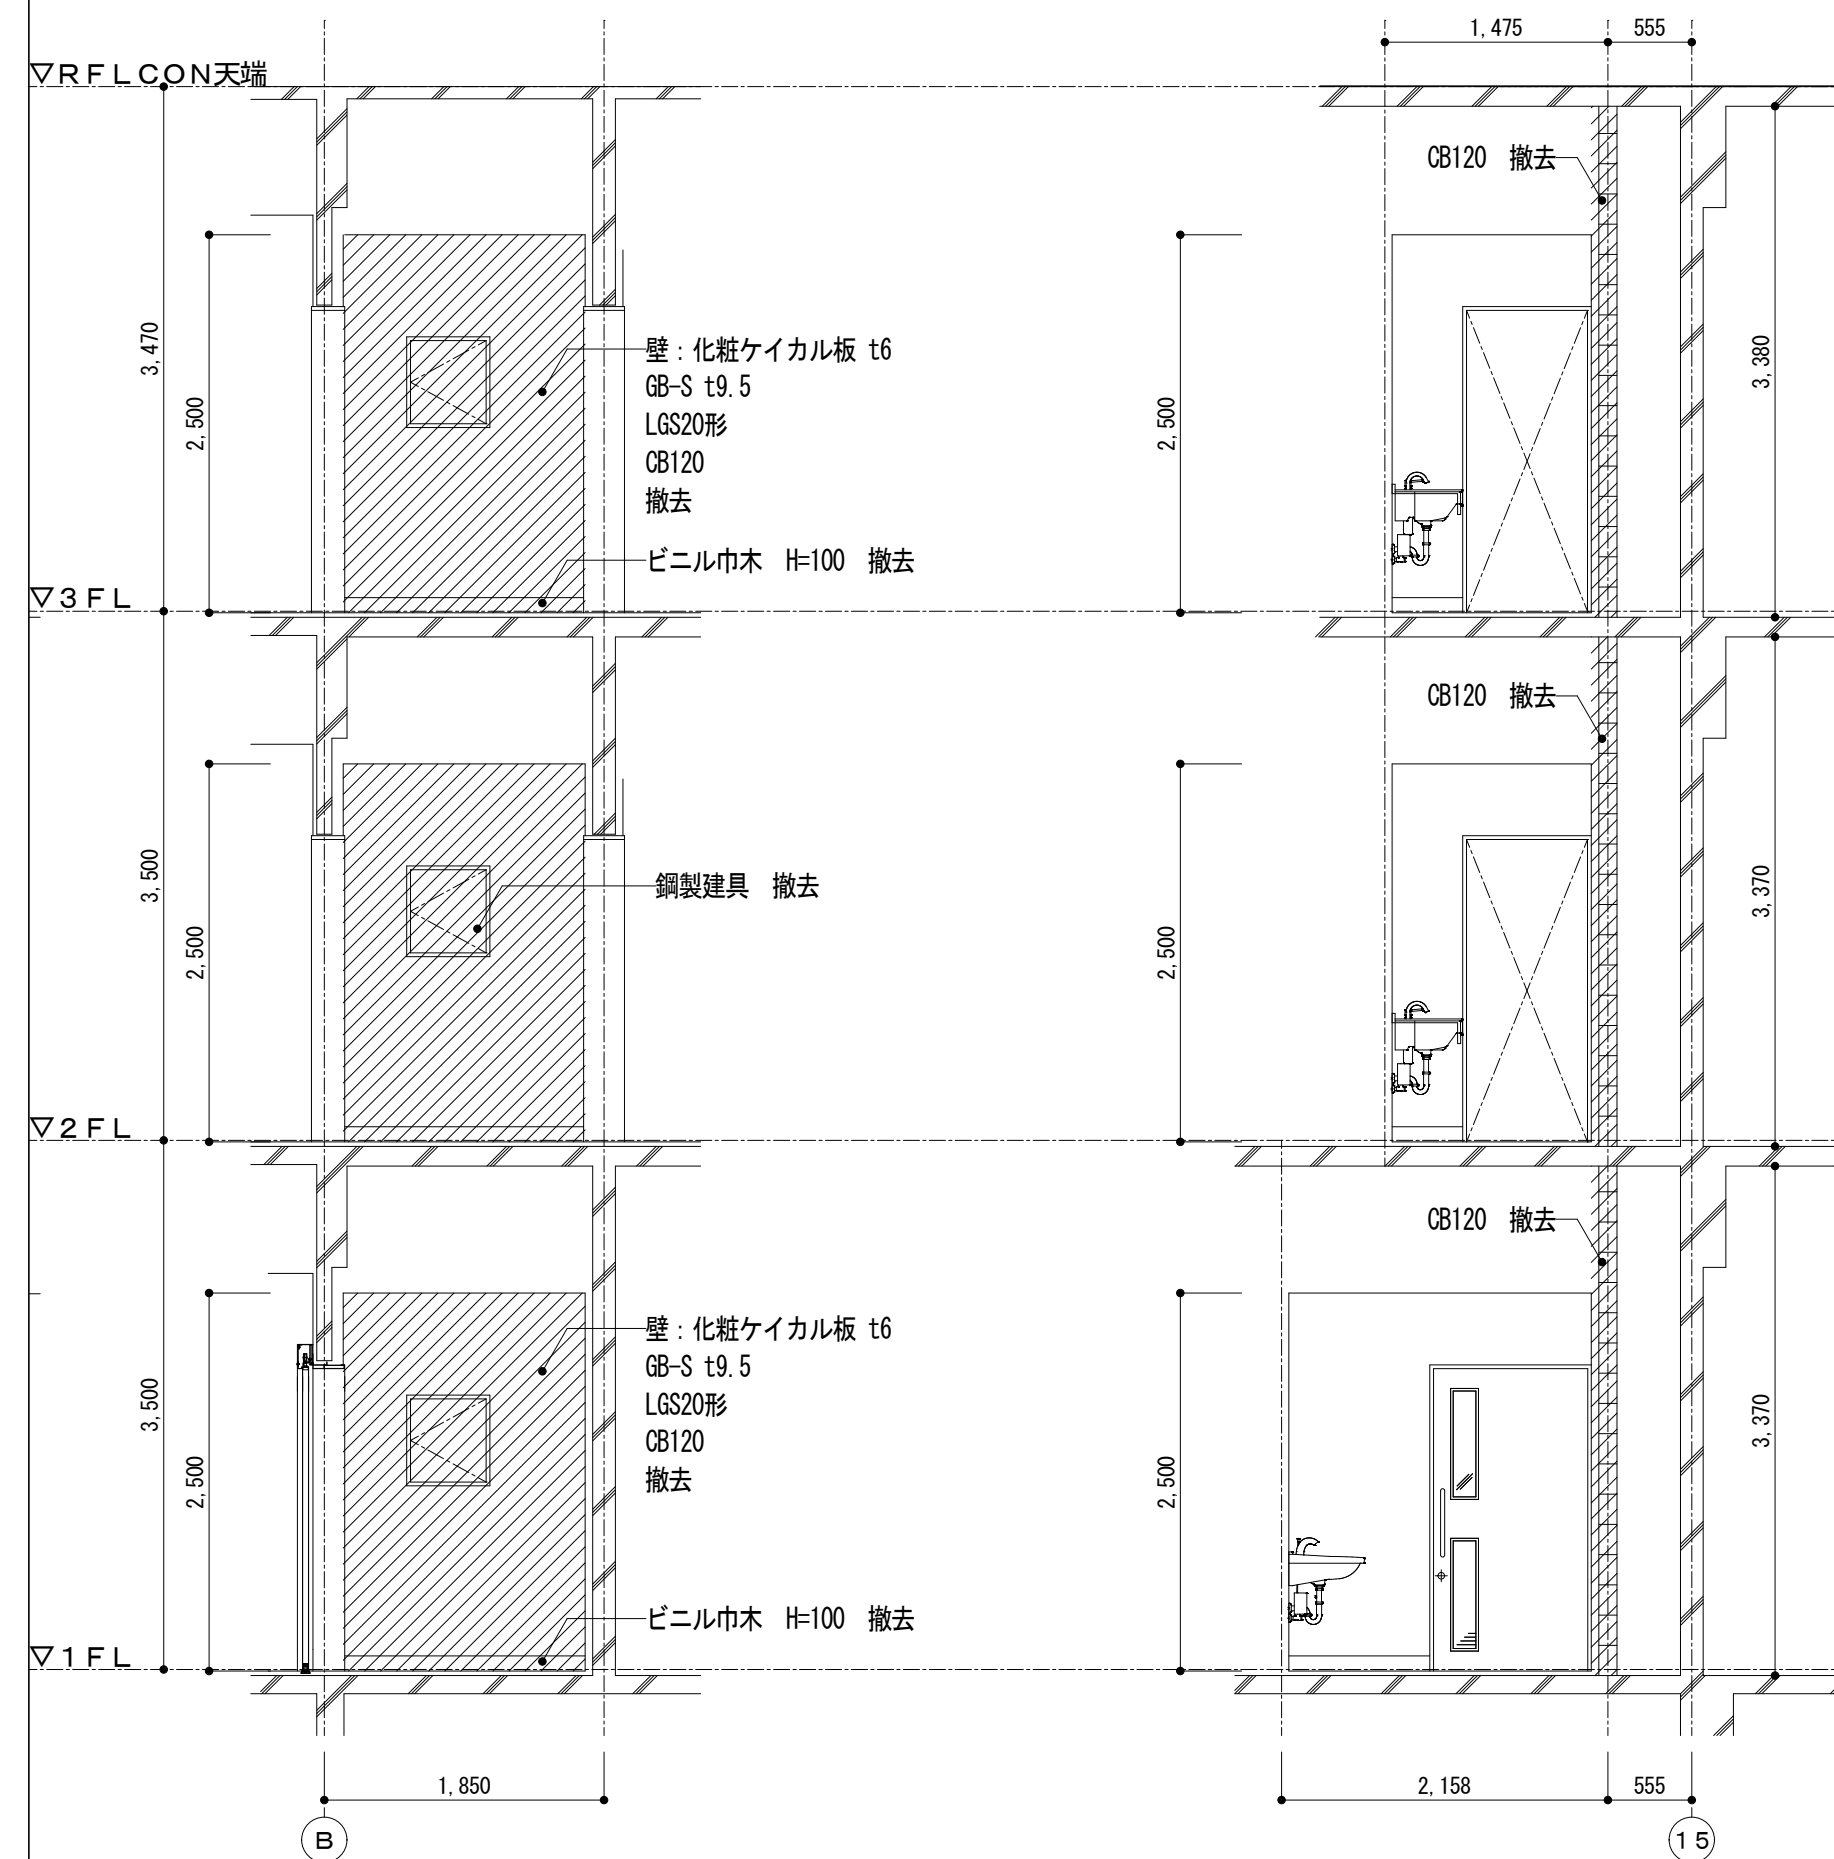 1,475
555
▽RFLCON天端
CB120 撤去
3,470
2,500
壁：化粧ケイカル板 t6
GB-S t9.5
LGS20形
CB120
撤去
2,500
3,380
ビニル巾木 H=100 撤去
▽3FL
CB120 撤去
3,500
2,500
鋼製建具 撤去
2,500
3,370
▽2FL
CB120 撤去
3,500
2,500
壁：化粧ケイカル板 t6
GB-S t9.5
LGS20形
CB120
撤去
2,500
3,370
ビニル巾木 H=100 撤去
▽1FL
1,850
2,158
555
B
15